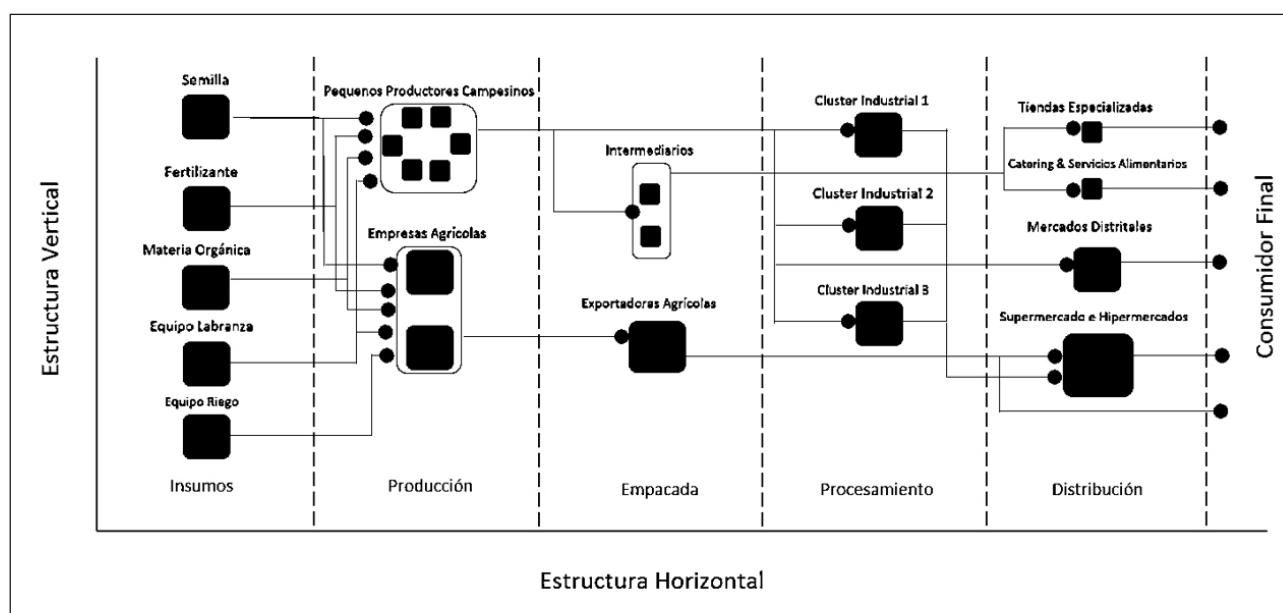 Estructura Vertical
Semilla
Fertilizante
Materia Orgánica
Equipo Labranza
Equipo Riego
Insumos
Pequenos Productores Campesinos
Empresas Agrícolas
Producción
Intermediarios
Exportadoras Agrícolas
Empacada
Cluster Industrial 1
Cluster Industrial 2
Cluster Industrial 3
Procesamiento
Tiendas Especializadas
Catering & Servicios Alimentarios
Mercados Distritales
Supermercado e Hipermercados
Distribución
Consumidor Final
Estructura Horizontal